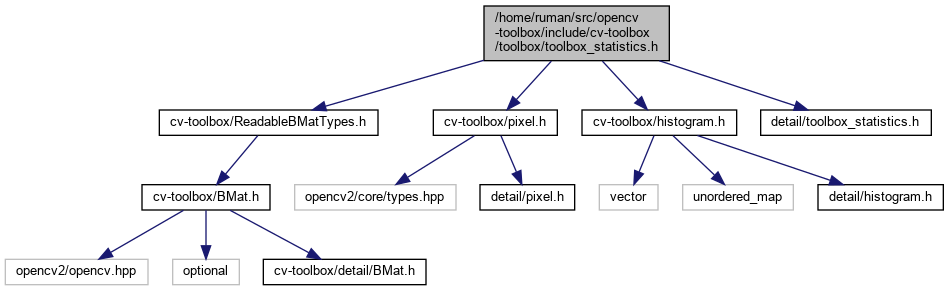 /home/ruman/src/opencv
-toolbox/include/cv-toolbox
/toolbox/toolbox_statistics.h
cv-toolbox/ReadableBMatTypes.h
cv-toolbox/pixel.h
cv-toolbox/histogram.h
detail/toolbox_statistics.h
cv-toolbox/BMat.h
opencv2/core/types.hpp
detail/pixel.h
vector
unordered_map
detail/histogram.h
opencv2/opencv.hpp
optional
cv-toolbox/detail/BMat.h